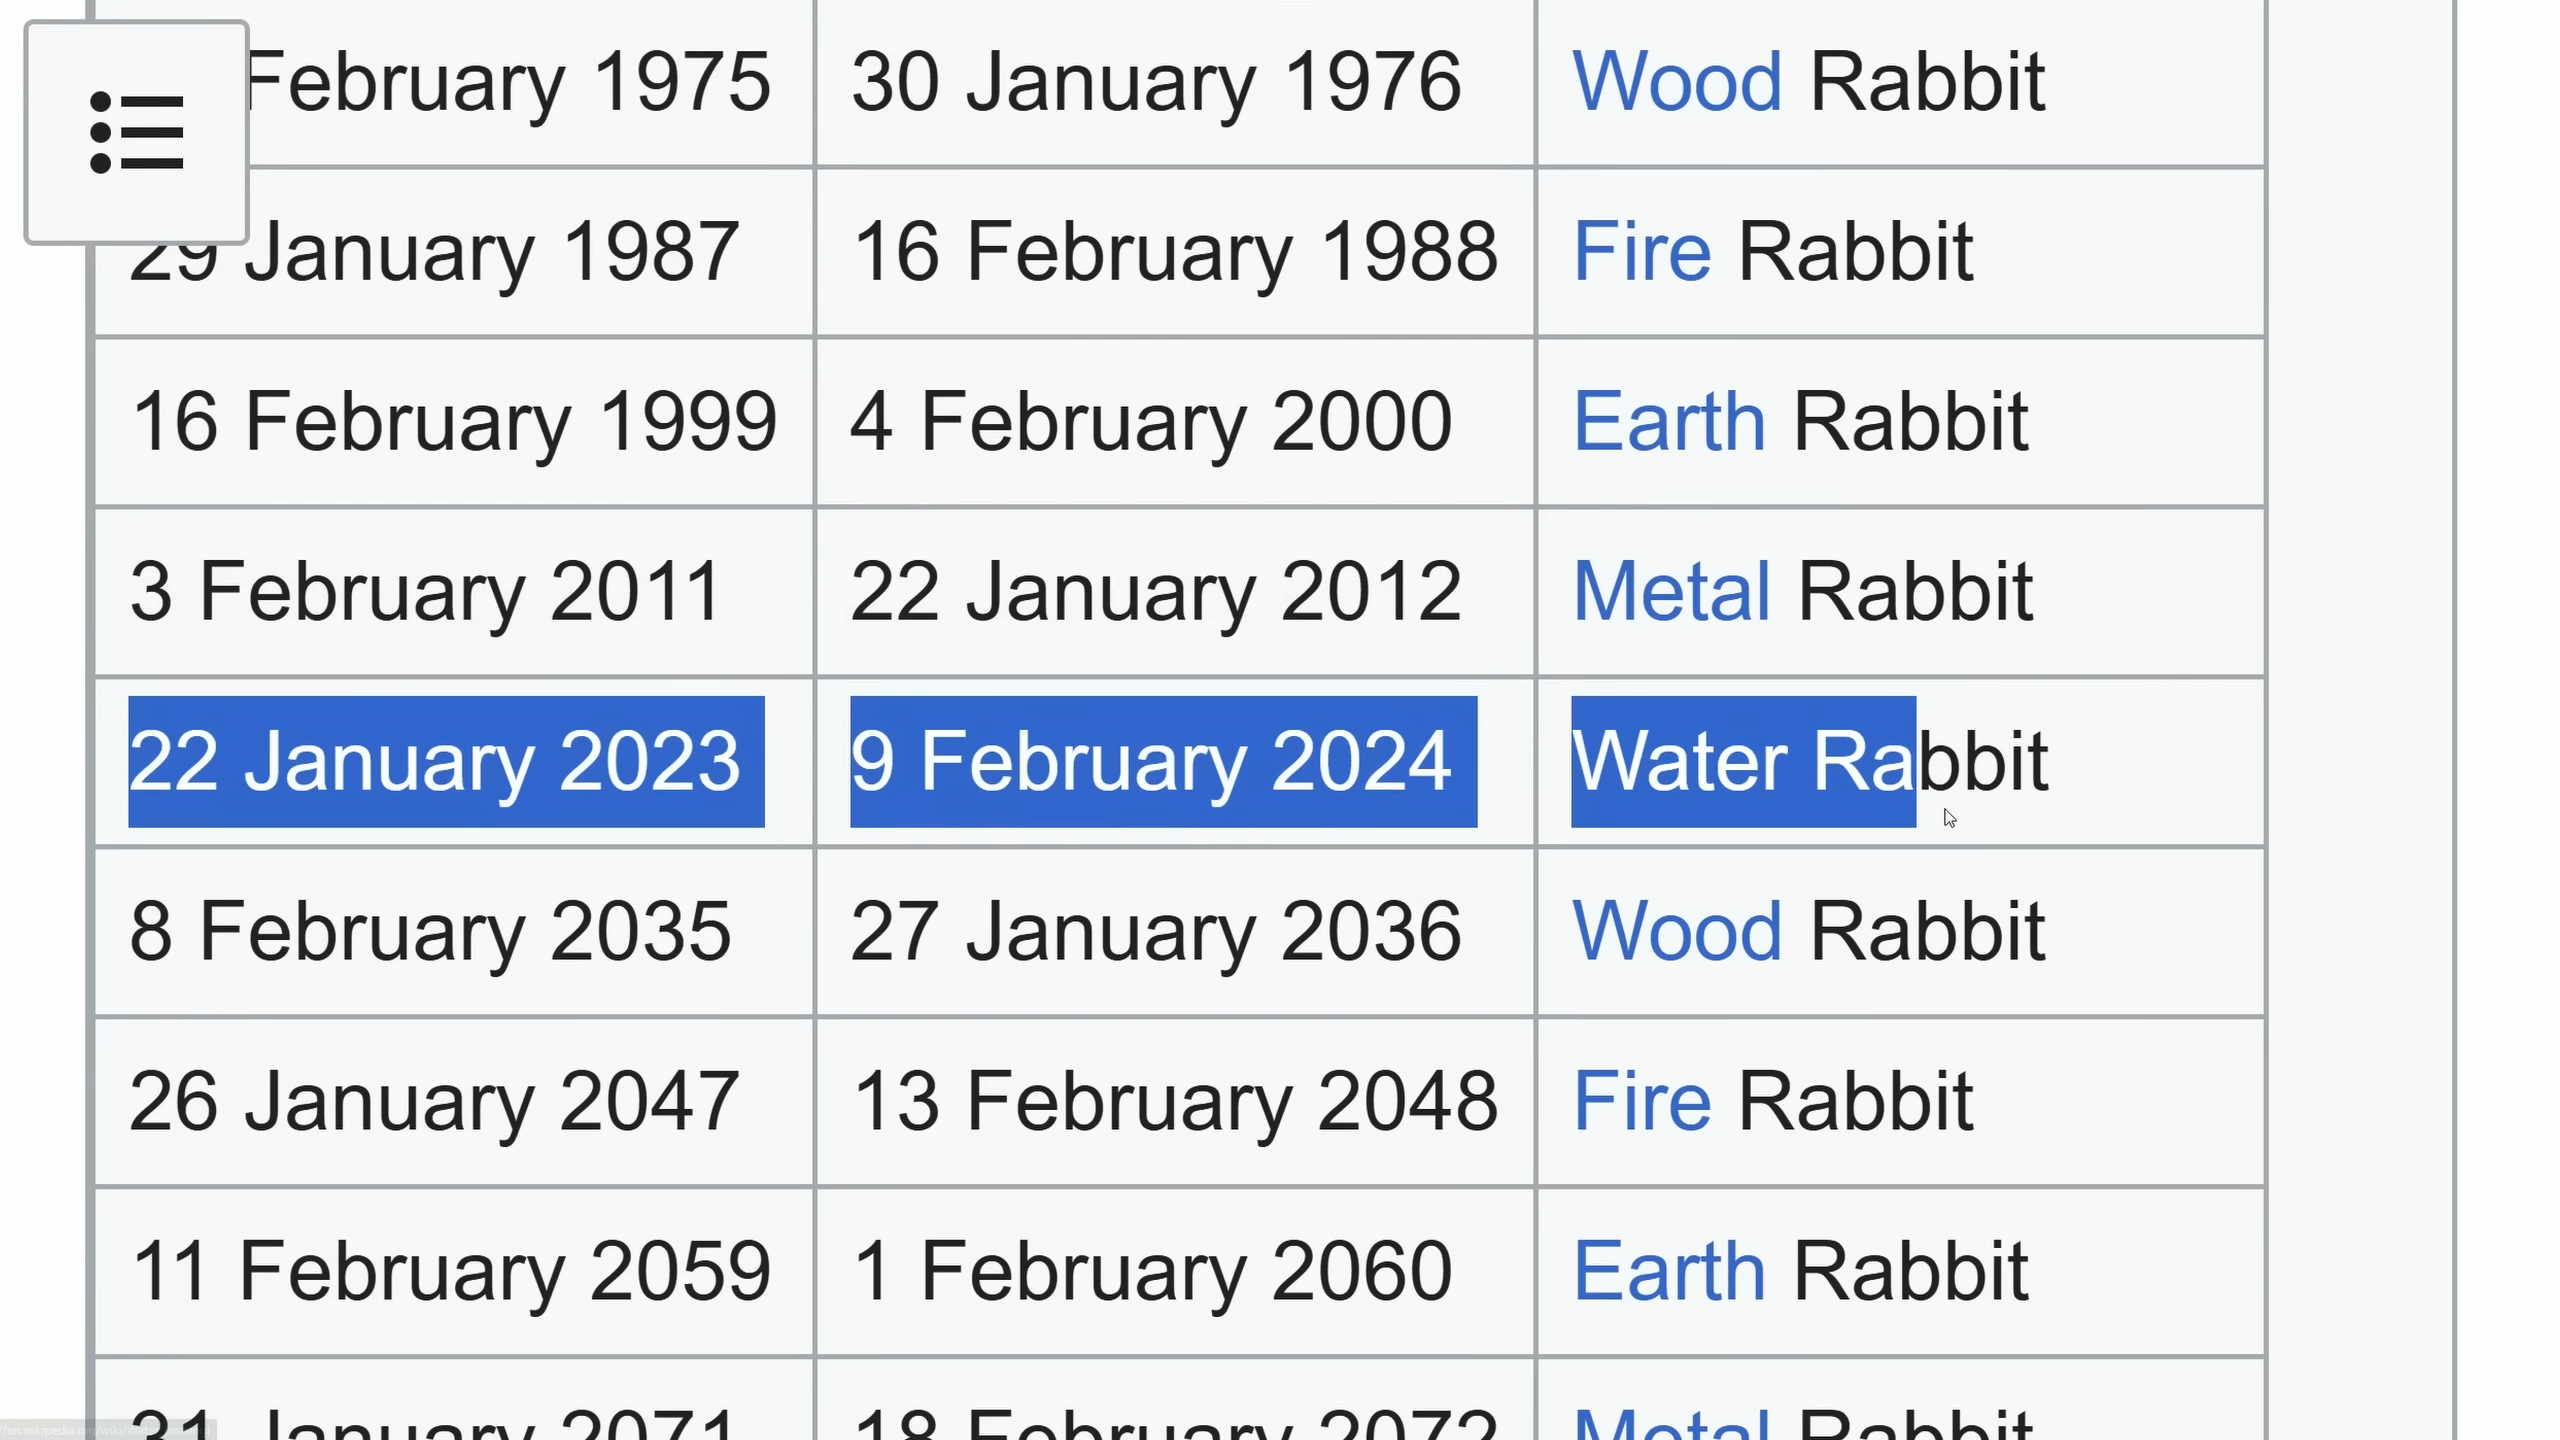 February 1975 30 January 1976 Wood Rabbit
29 January 1987 16 February 1988 Fire Rabbit
16 February 1999 4 February 2000 Earth Rabbit
3 February 2011 22 January 2012 Metal Rabbit
22 January 2023 9 February 2024 Water Rabbit
8 February 2035 27 January 2036 Wood Rabbit
26 January 2047 13 February 2048 Fire Rabbit
11 February 2059 1 February 2060 Earth Rabbit
31 January 2071 18 February 2072 Metal Rabbit